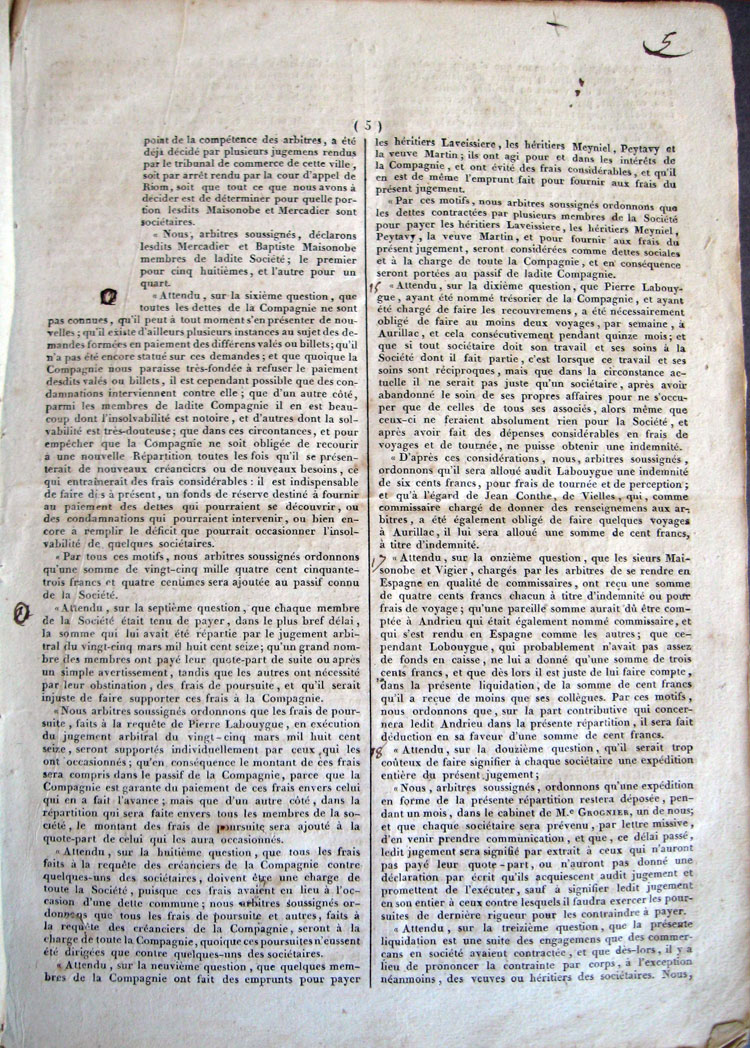 5
( 5 )
point de la compétence des arbitres, a été
déjà décidé par plusieurs jugemens rendus
par le tribunal de commerce de cette ville,
soit par arrêt rendu par la cour d'appel de
Riom, soit que tout ce que nous avons à
décider est de déterminer pour quelle por-
tion lesdits Maisonobe et Mercadier sont
sociétaires.
« Nous, arbitres soussignés, déclarons
lesdits Mercadier et Baptiste Maisonobe
membres de ladite Société; le premier
pour cinq huitièmes, et l'autre pour un
quart.
« Attendu, sur la sixième question, que
toutes les dettes de la Compagnie ne sont
pas connues, qu'il peut à tout moment s'en présenter de nou-
velles; qu'il existe d'ailleurs plusieurs instances au sujet des de-
mandes formées en paiement des différens valés ou billets; qu'il
n'a pas été encore statué sur ces demandes; et que quoique la
Compagnie nous paraisse très-fondée à refuser le paiement
desdits valés ou billets, il est cependant possible que des con-
damnations interviennent contre elle; que d'un autre côté,
parmi les membres de ladite Compagnie il en est beau-
coup dont l'insolvabilité est notoire, et d'autres dont la sol-
vabilité est très-douteuse; que dans ces circontances, et pour
empêcher que la Compagnie ne soit obligée de recourir
à une nouvelle Répartition toutes les fois qu'il se présen-
terait de nouveaux créanciers ou de nouveaux besoins, ce
qui entraînerait des frais considérables: il est indispensable
de faire dès à présent, un fonds de réserve destiné à fournir
au paiement des dettes qui pourraient se découvrir, ou
des condamnations qui pourraient intervenir, ou bien en-
core à remplir le déficit que pourrait occasionner l'insol-
vabilité de quelques sociétaires.
« Par tous ces motifs, nous arbitres soussignés ordonnons
qu'une somme de vingt-cinq mille quatre cent cinquante-
trois francs et quatre centimes sera ajoutée au passif connu
de la Société.
« Attendu, sur la septième question, que chaque membre
de la Société était tenu de payer, dans le plus bref délai,
la somme qui lui avait été répartie par le jugement arbi-
tral du vingt-cinq mars mil huit cent seize; qu'un grand nom-
bre des membres ont payé leur quote-part de suite ou après
un simple avertissement, tandis que les autres ont nécessité
par leur obstination, des frais de poursuite, et qu'il serait
injuste de faire supporter ces frais à la Compagnie.
« Nous arbitres soussignés ordonnons que les frais de pour-
suite, faits à la requête de Pierre Labouygue, en exécution
du jugement arbitral du vingt-cinq mars mil huit cent
seize, seront supportés individuellement par ceux qui les
ont occasionnés; qu'en conséquence le montant de ces frais
sera compris dans le passif de la Compagnie, parce que la
Compagnie est garante du paiement de ces frais envers celui
qui en a fait l'avance; mais que d'un autre côté, dans la
répartition qui sera faite envers tous les membres de la so-
ciété, le montant des frais de poursuite sera ajouté à la
quote-part de celui qui les aura occasionnés.
« Attendu, sur la huitième question, que tous les frais
faits à la requête des créanciers de la Compagnie contre
quelques-uns des sociétaires, doivent être une charge de
toute la Société, puisque ces frais avaient eu lieu à l'oc-
casion d'une dette commune; nous arbitres soussignés or-
donnons que tous les frais de poursuite et autres, faits à
la requête des créanciers de la Compagnie, seront à la
charge de toute la Compagnie, quoique ces poursuites n'eussent
été dirigées que contre quelques-uns des sociétaires.
« Attendu, sur la neuvième question, que quelques mem-
bres de la Compagnie ont fait des emprunts pour payer
les héritiers Laveissiere, les héritiers Meyniel, Peytavy et
la veuve Martin; ils ont agi pour et dans les intérêts de
la Compagnie, et ont évité des frais considérables, et qu'il
en est de même l'emprunt fait pour fournir aux frais du
présent jugement.
« Par ces motifs, nous arbitres soussignés ordonnons que
les dettes contractées par plusieurs membres de la Société
pour payer les héritiers Laveissiere, les héritiers Meyniel,
Peytavy, la veuve Martin, et pour fournir aux frais du
présent jugement, seront considérées comme dettes sociales
et à la charge de toute la Compagnie, et en conséquence
seront portées au passif de ladite Compagnie.
15 « Attendu, sur la dixième question, que Pierre Labouy-
gue, ayant été nommé trésorier de la Compagnie, et ayant
été chargé de faire les recouvremens, a été nécessairement
obligé de faire au moins deux voyages, par semaine, à
Aurillac, et cela consécutivement pendant quinze mois; et
que si tout sociétaire doit son travail et ses soins à la
Société dont il fait partie, c'est lorsque ce travail et ses
soins sont réciproques, mais que dans la circonstance ac-
tuelle il ne serait pas juste qu'un sociétaire, après avoir
abandonné le soin de ses propres affaires pour ne s'occu-
per que de celles de tous ses associés, alors même que
ceux-ci ne feraient absolument rien pour la Société, et
après avoir fait des dépenses considérables en frais de
voyages et de tournée, ne puisse obtenir une indemnité.
« D'après ces considérations, nous, arbitres soussignés,
ordonnons qu'il sera alloué audit Labouygue une indemnité
de six cents francs, pour frais de tournée et de perception;
et qu'à l'égard de Jean Conthe, de Vielles, qui, comme
commissaire chargé de donner des renseignemens aux ar-
bitres, a été également obligé de faire quelques voyages
à Aurillac, il lui sera alloué une somme de cent francs,
à titre d'indemnité.
17 « Attendu, sur la onzième question, que les sieurs Mai-
sonobe et Vigier, chargés par les arbitres de se rendre en
Espagne en qualité de commissaires, ont reçu une somme
de quatre cents francs chacun à titre d'indemnité ou pour
frais de voyage; qu'une pareille somme aurait dû être comp-
tée à Andrieu qui était également nommé commissaire, et
qui s'est rendu en Espagne comme les autres; que ce-
pendant Lobouygue, qui probablement n'avait pas assez
de fonds en caisse, ne lui a donné qu'une somme de trois
cents francs, et que dès lors il est juste de lui faire compte,
dans la présente liquidation, de la somme de cent francs
qu'il a reçue de moins que ses collègues. Par ces motifs,
nous ordonnons que, sur la part contributive qui concer-
nera ledit Andrieu dans la présente répartition, il sera fait
déduction en sa faveur d'une somme de cent francs.
18 « Attendu, sur la douzième question, qu'il serait trop
coûteux de faire signifier à chaque sociétaire une expédition
entière du présent jugement;
« Nous, arbitres soussignés, ordonnons qu'une expédition
en forme de la présente répartition restera déposée, pen-
dant un mois, dans le cabinet de M.e GROGNIER, un de nous;
et que chaque sociétaire sera prévenu, par lettre missive,
d'en venir prendre communication, et que, ce délai passé,
ledit jugement sera signifié par extrait à ceux qui n'auront
pas payé leur quote-part, ou n'auront pas donné une
déclaration par écrit qu'ils acquiescent audit jugement et
promettent de l'exécuter, sauf à signifier ledit jugement
en son entier à ceux contre lesquels il faudra exercer les pour-
suites de dernière rigueur pour les contraindre à payer.
« Attendu, sur la treizième question, que la présente
liquidation est une suite des engagemens que des commer-
cans en société avaient contractée, et que dès-lors, il y a
lieu de prononcer la contrainte par corps, à l'exception
néanmoins, des veuves ou héritiers des sociétaires. Nous,